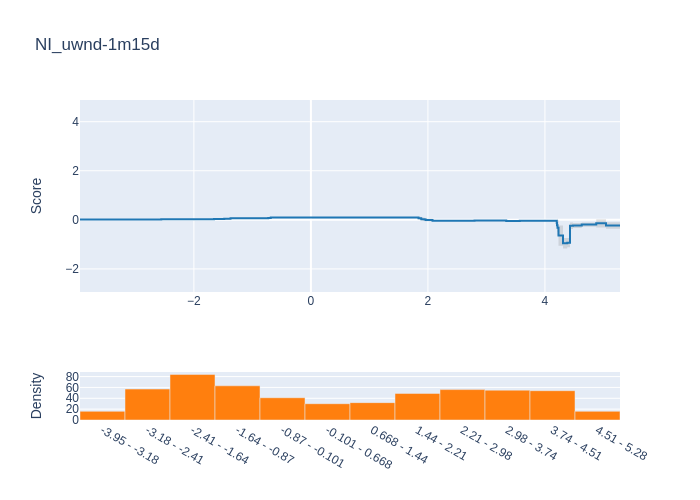 NI_uwnd-1m15d
Score
4
2
0
−2
−2
0
2
4
Density
80
60
40
20
0
-3.95 - -3.18
-3.18 - -2.41
-2.41 - -1.64
-1.64 - -0.87
-0.87 - -0.101
-0.101 - 0.668
0.668 - 1.44
1.44 - 2.21
2.21 - 2.98
2.98 - 3.74
3.74 - 4.51
4.51 - 5.28